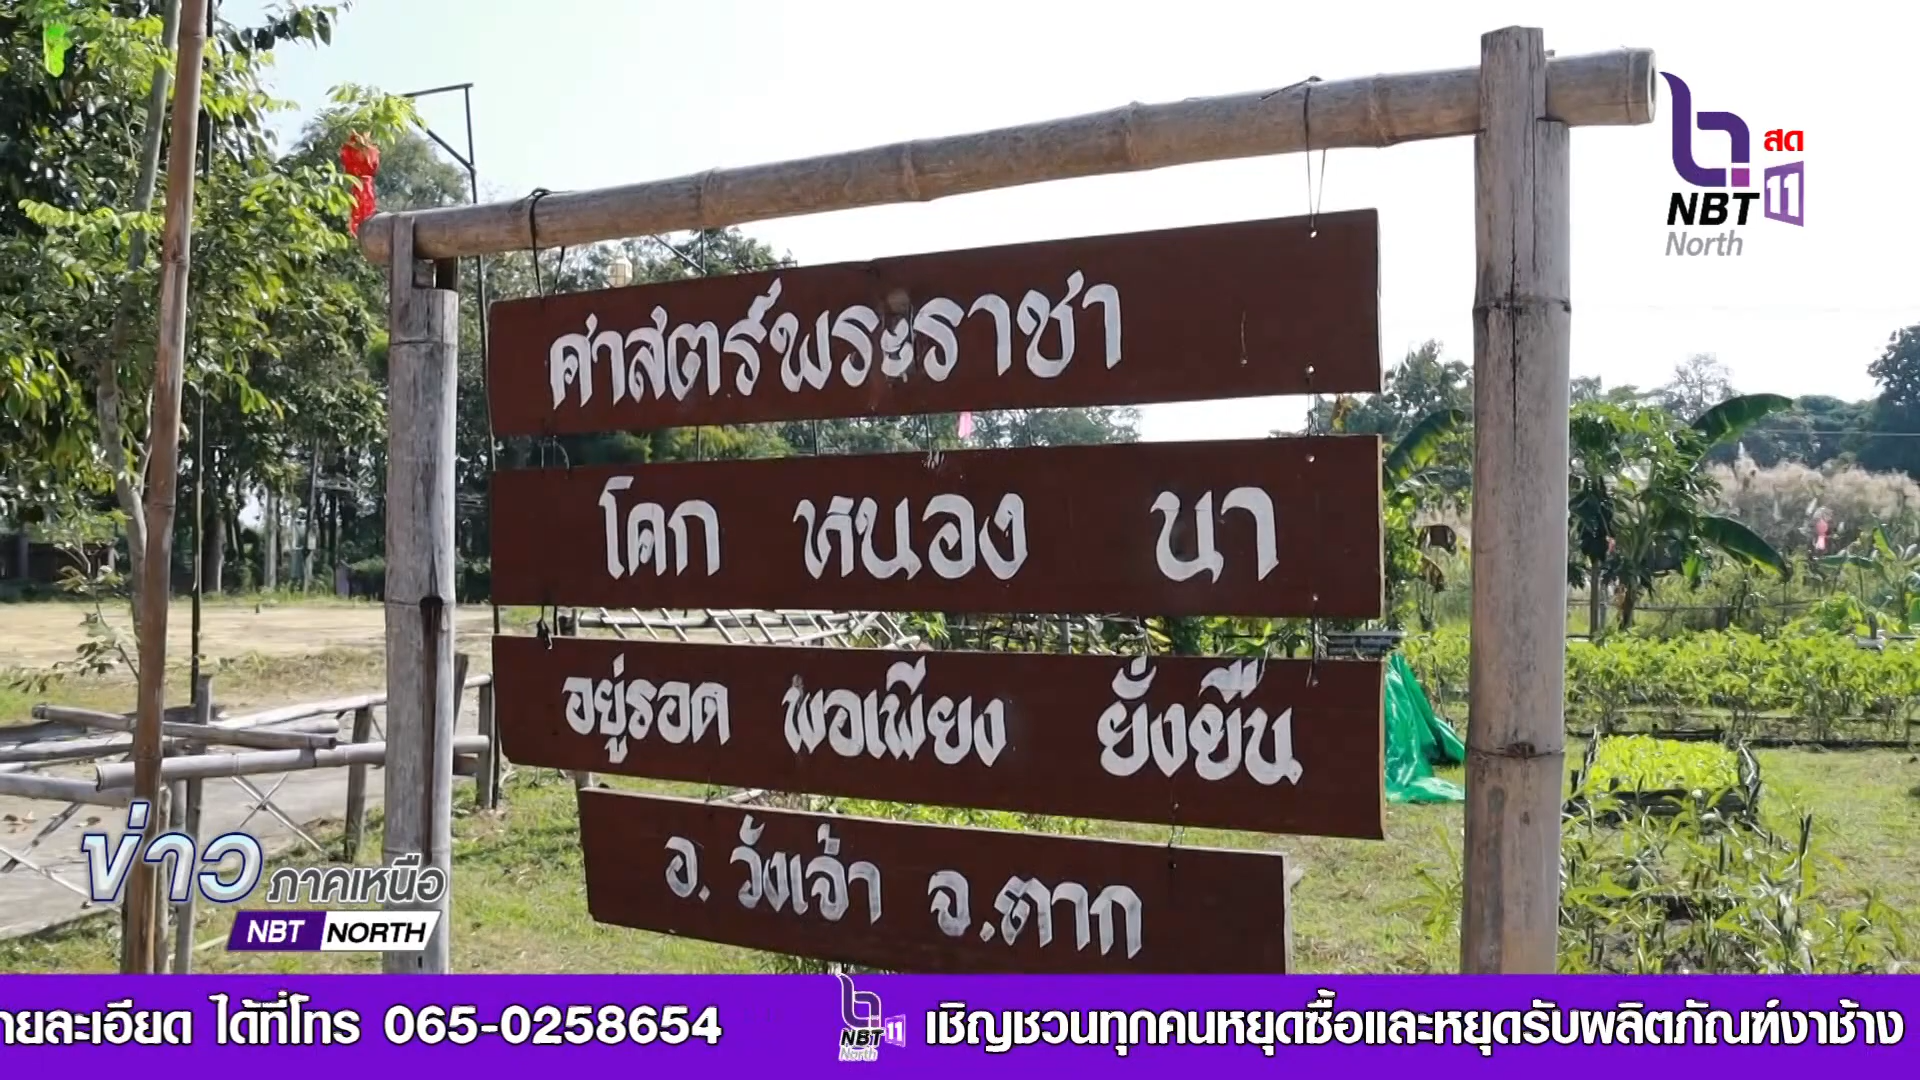 สด
NBT 11
North
ศาสตร์พระราชา
โคก หนอง นา
อยู่รอด พอเพียง ยั่งยืน
อ. วังเจ้า จ.ตาก
ข่าว
ภาคเหนือ
NBT NORTH
ายละเอียด ได้ที่โทร 065-0258654 NBT 11 North เชิญชวนทุกคนหยุดซื้อและหยุดรับผลิตภัณฑ์งาช้าง